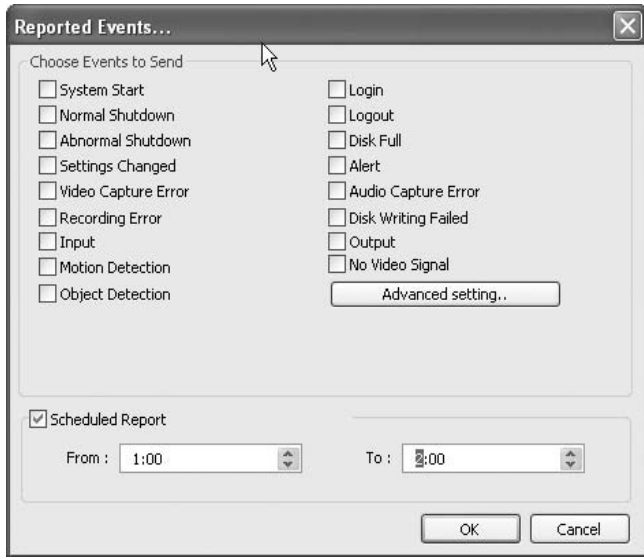 Reported Events...
Choose Events to Send
System Start
Normal Shutdown
Abnormal Shutdown
Settings Changed
Video Capture Error
Recording Error
Input
Motion Detection
Object Detection
Login
Logout
Disk Full
Alert
Audio Capture Error
Disk Writing Failed
Output
No Video Signal
Advanced setting..
Scheduled Report
From : 1:00
To : 2:00
OK
Cancel